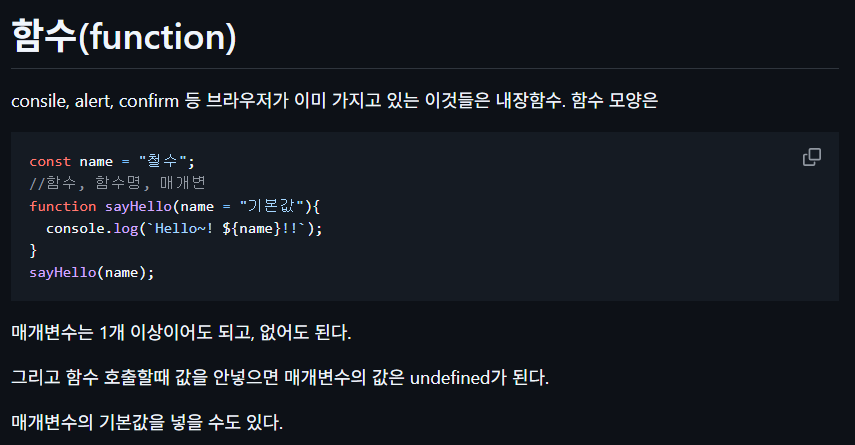 함수(function)
consile, alert, confirm 등 브라우저가 이미 가지고 있는 이것들은 내장함수. 함수 모양은
const name = "철수";
//함수, 함수명, 매개변
function sayHello(name = "기본값"){
  console.log(`Hello~! ${name}!!`);
}
sayHello(name);
매개변수는 1개 이상이어도 되고, 없어도 된다.
그리고 함수 호출할때 값을 안넣으면 매개변수의 값은 undefined가 된다.
매개변수의 기본값을 넣을 수도 있다.